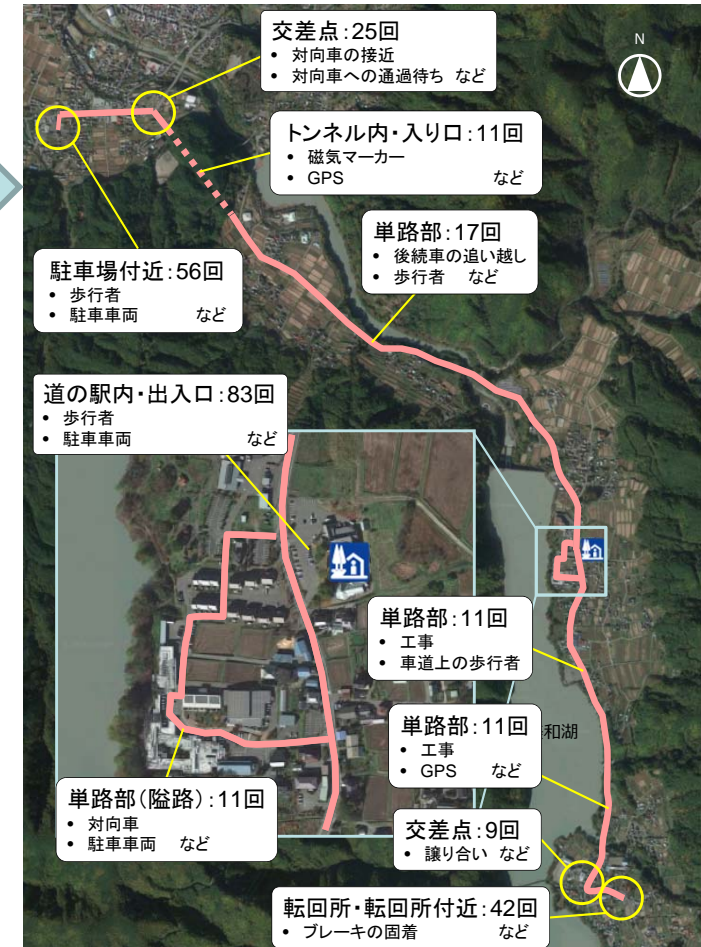 交差点：25回
• 対向車の接近
• 対向車への通過待ち など
N
トンネル内・入り口：11回
• 磁気マーカー
• GPS など
単路部：17回
• 後続車の追い越し
• 歩行者 など
駐車場付近：56回
• 歩行者
• 駐車車両 など
道の駅内・出入口：83回
• 歩行者
• 駐車車両 など
単路部：11回
• 工事
• 車道上の歩行者
単路部：11回
• 工事
• GPS など
和湖
単路部（隘路）：11回
• 対向車
• 駐車車両 など
交差点：9回
• 譲り合い など
転回所・転回所付近：42回
• ブレーキの固着 など